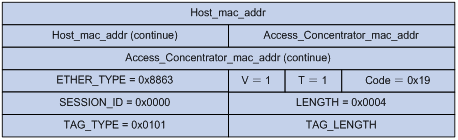 Host_mac_addr
Host_mac_addr (continue) Access_Concentrator_mac_addr
Access_Concentrator_mac_addr (continue)
ETHER_TYPE = 0x8863 V = 1 T = 1 Code = 0x19
SESSION_ID = 0x0000 LENGTH = 0x0004
TAG_TYPE = 0x0101 TAG_LENGTH